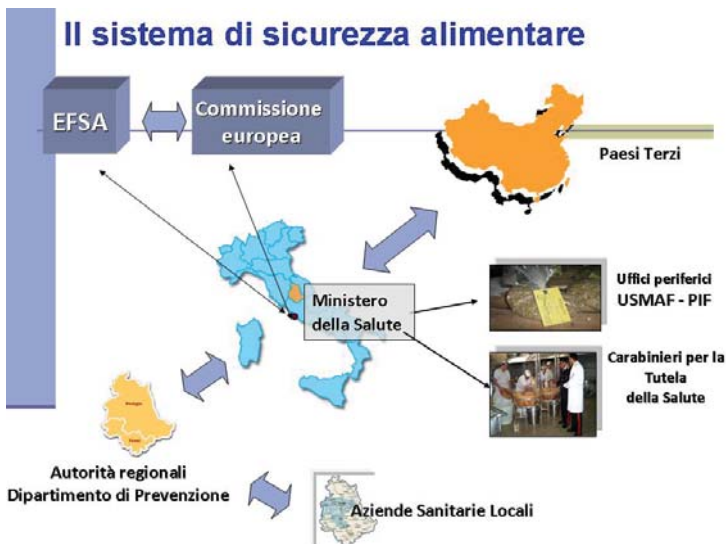 Il sistema di sicurezza alimentare
EFSA
Commissione
europea
Paesi Terzi
Ministero
della Salute
Uffici periferici
USMAF - PIF
Carabinieri per la
Tutela
della Salute
Autorità regionali
Dipartimento di Prevenzione
Aziende Sanitarie Locali